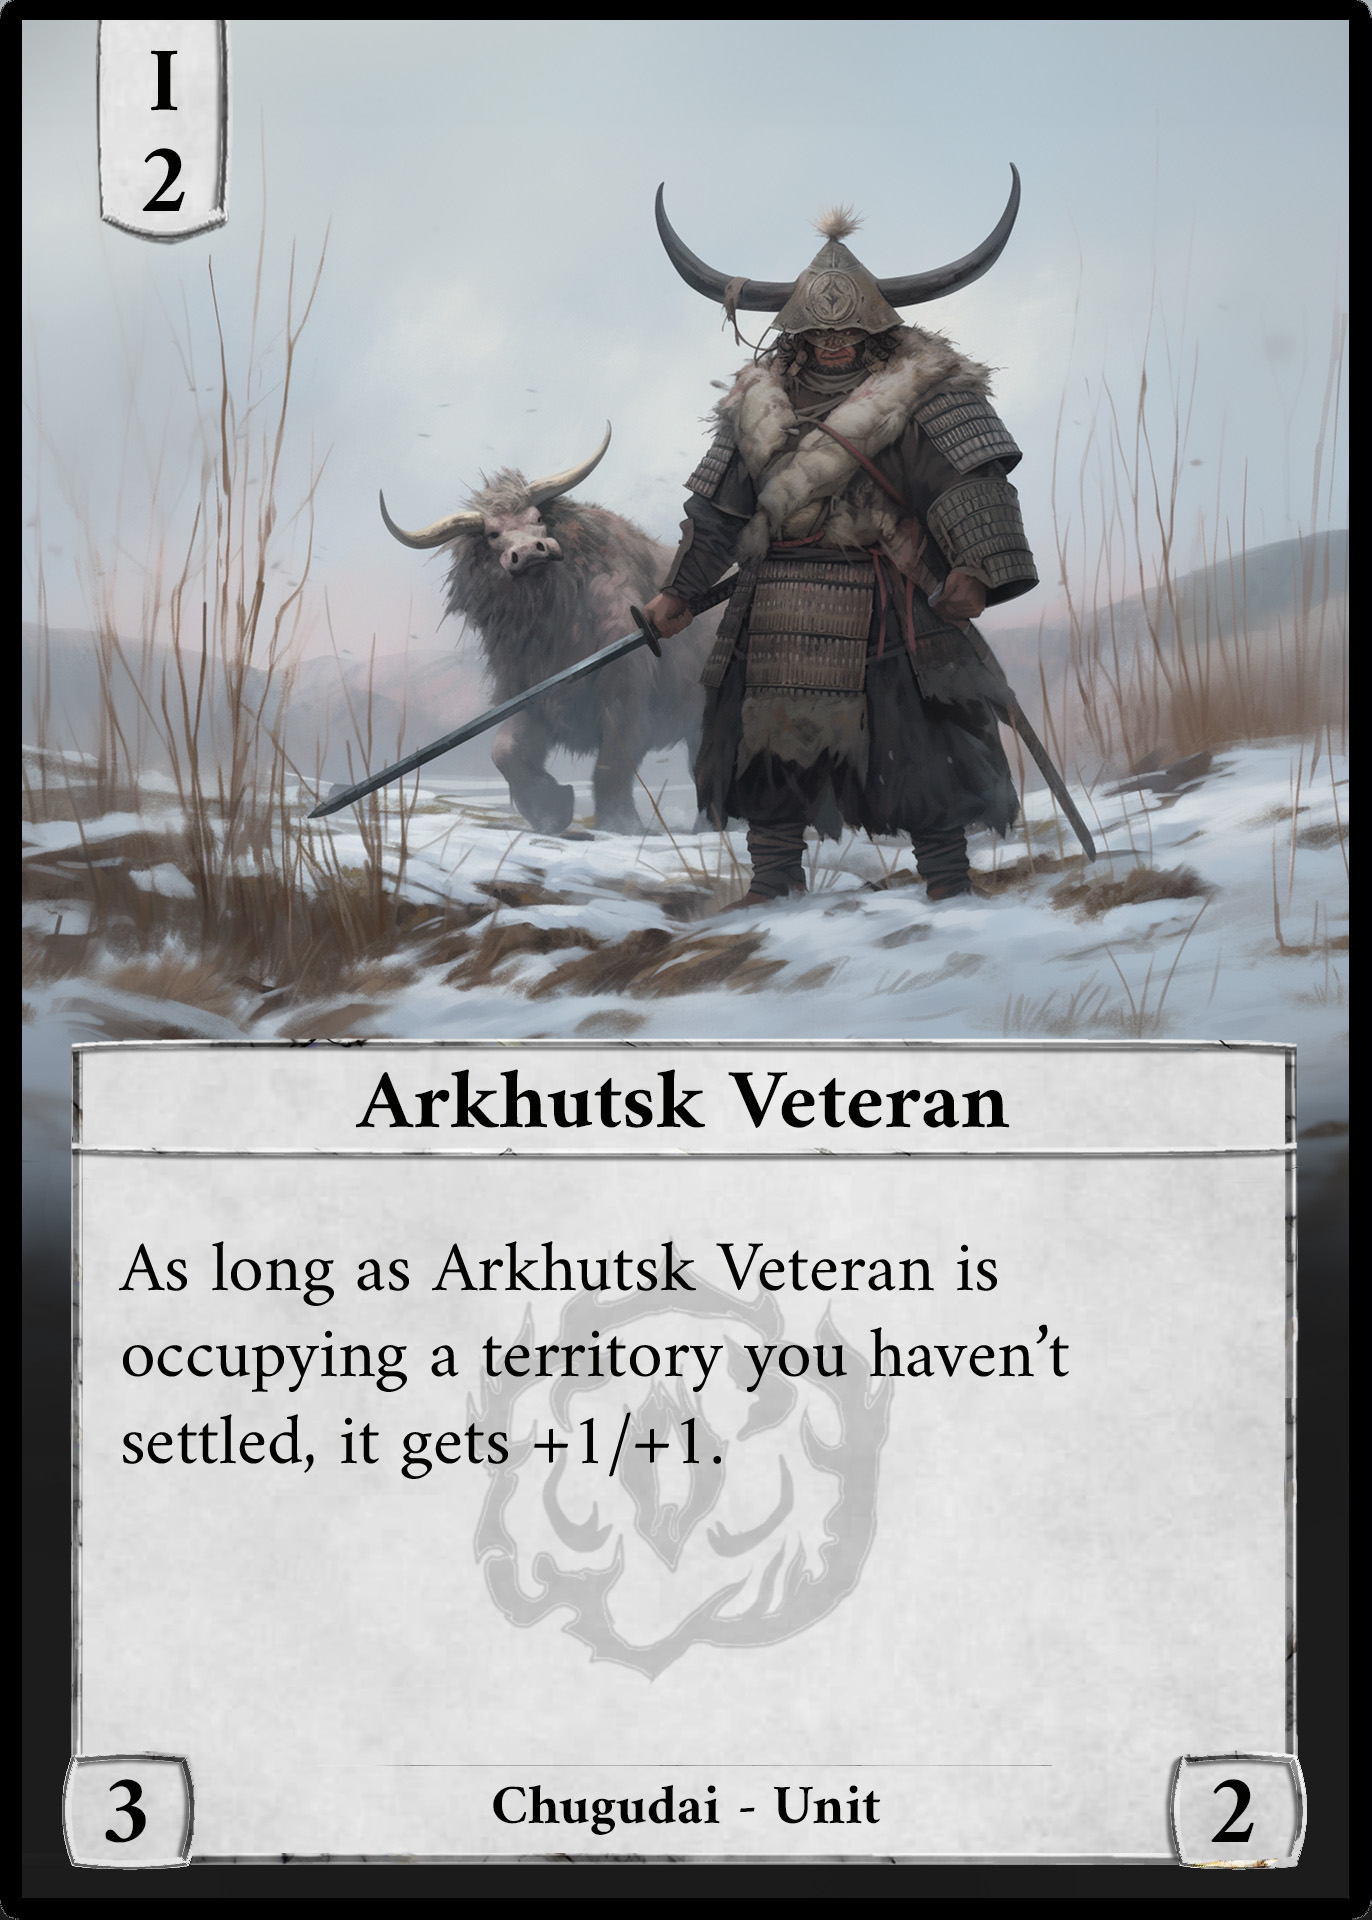 I
2
Arkhutsk Veteran
As long as Arkhutsk Veteran is
occupying a territory you haven’t
settled, it gets +1/+1.
3
Chugudai - Unit
2